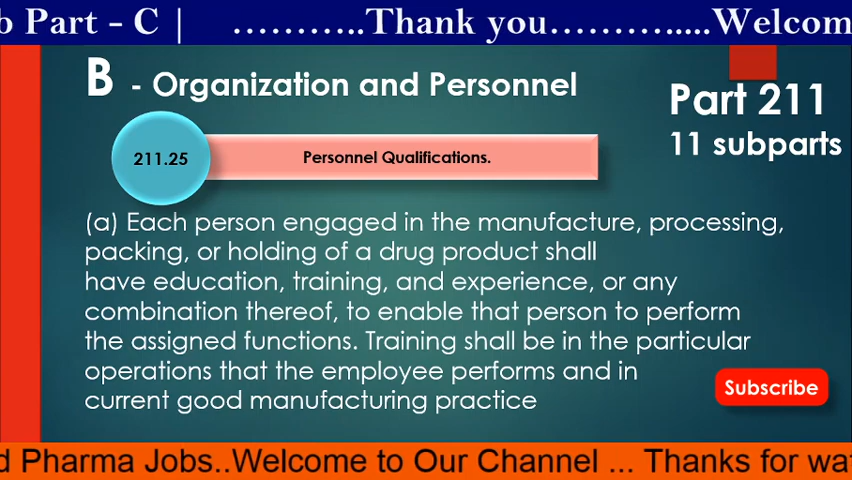 b Part - C |      ………..Thank you……….....Welcom
B - Organization and Personnel
Part 211
11 subparts
211.25
Personnel Qualifications.
(a) Each person engaged in the manufacture, processing,
packing, or holding of a drug product shall
have education, training, and experience, or any
combination thereof, to enable that person to perform
the assigned functions. Training shall be in the particular
operations that the employee performs and in
current good manufacturing practice
Subscribe
d Pharma Jobs..Welcome to Our Channel ... Thanks for wat